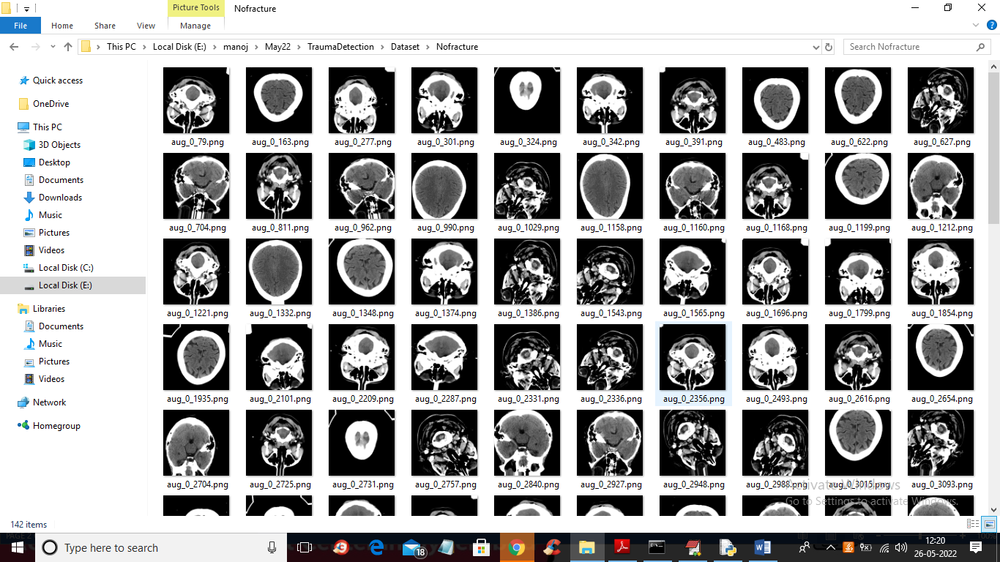 Picture Tools
Nofracture
File
Home
Share
View
Manage
This PC
Local Disk (E:)
manoj
May22
TraumaDetection
Dataset
Nofracture
Search Nofracture
Quick access
OneDrive
This PC
3D Objects
Desktop
Documents
Downloads
Music
Pictures
Videos
Local Disk (C:)
Local Disk (E:)
Libraries
Documents
Music
Pictures
Videos
Network
Homegroup
aug_0_79.png aug_0_163.png aug_0_277.png aug_0_301.png aug_0_324.png aug_0_342.png aug_0_391.png aug_0_483.png aug_0_622.png aug_0_627.png
aug_0_704.png aug_0_811.png aug_0_962.png aug_0_990.png aug_0_1029.png aug_0_1158.png aug_0_1160.png aug_0_1168.png aug_0_1199.png aug_0_1212.png
aug_0_1221.png aug_0_1332.png aug_0_1348.png aug_0_1374.png aug_0_1386.png aug_0_1543.png aug_0_1565.png aug_0_1696.png aug_0_1799.png aug_0_1854.png
aug_0_1935.png aug_0_2101.png aug_0_2209.png aug_0_2287.png aug_0_2331.png aug_0_2336.png aug_0_2356.png aug_0_2493.png aug_0_2616.png aug_0_2654.png
aug_0_2704.png aug_0_2725.png aug_0_2731.png aug_0_2757.png aug_0_2840.png aug_0_2927.png aug_0_2948.png aug_0_2988.png aug_0_3015.png aug_0_3093.png
Activate Windows
Go to Settings to activate Windows.
142 items
Type here to search
18
12:20
26-05-2022